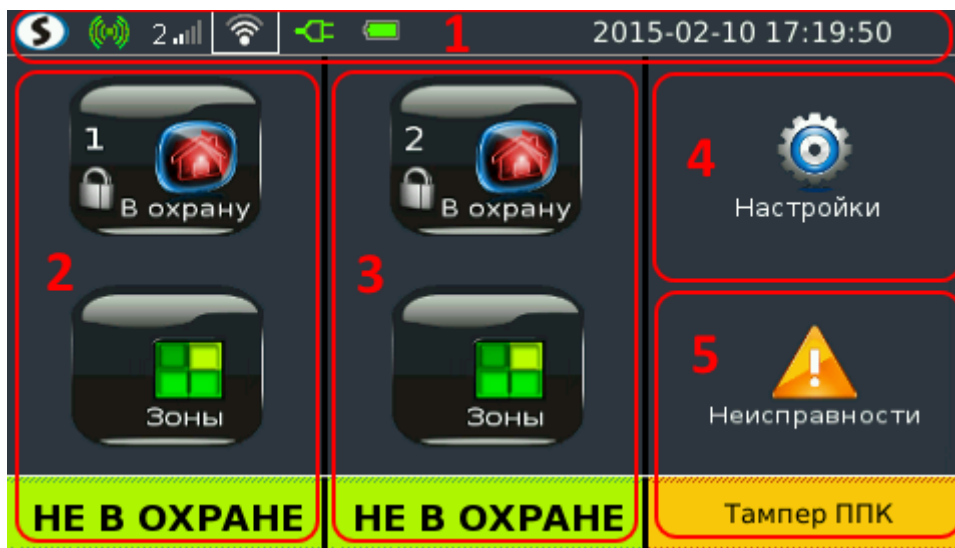 S 2 1 2015-02-10 17:19:50
1
В охрану
2
Зоны
НЕ В ОХРАНЕ
2
В охрану
3
Зоны
НЕ В ОХРАНЕ
4
Настройки
5
Неисправности
Тампер ППК